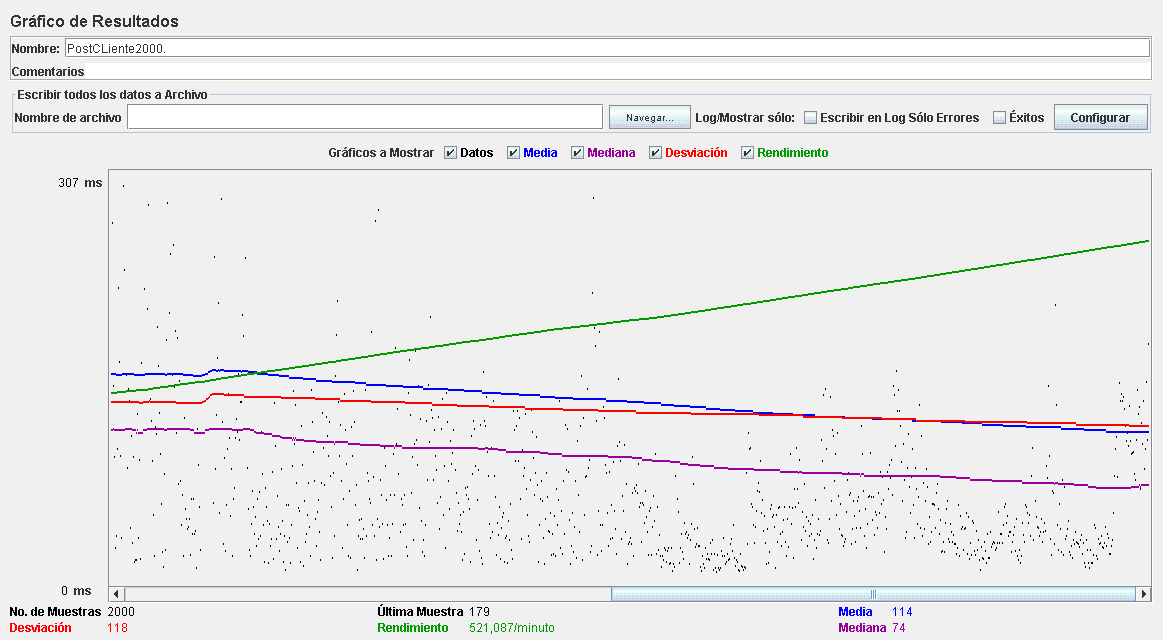 Gráfico de Resultados
Nombre: PostCLiente2000.
Comentarios
Escribir todos los datos a Archivo
Nombre de archivo Navegar... Log/Mostrar sólo: Escribir en Log Sólo Errores Éxitos Configurar
Gráficos a Mostrar Datos Media Mediana Desviación Rendimiento
307 ms
0 ms
No. de Muestras 2000 Última Muestra 179 Media 114
Desviación 118 Rendimiento 521,087/minuto Mediana 74